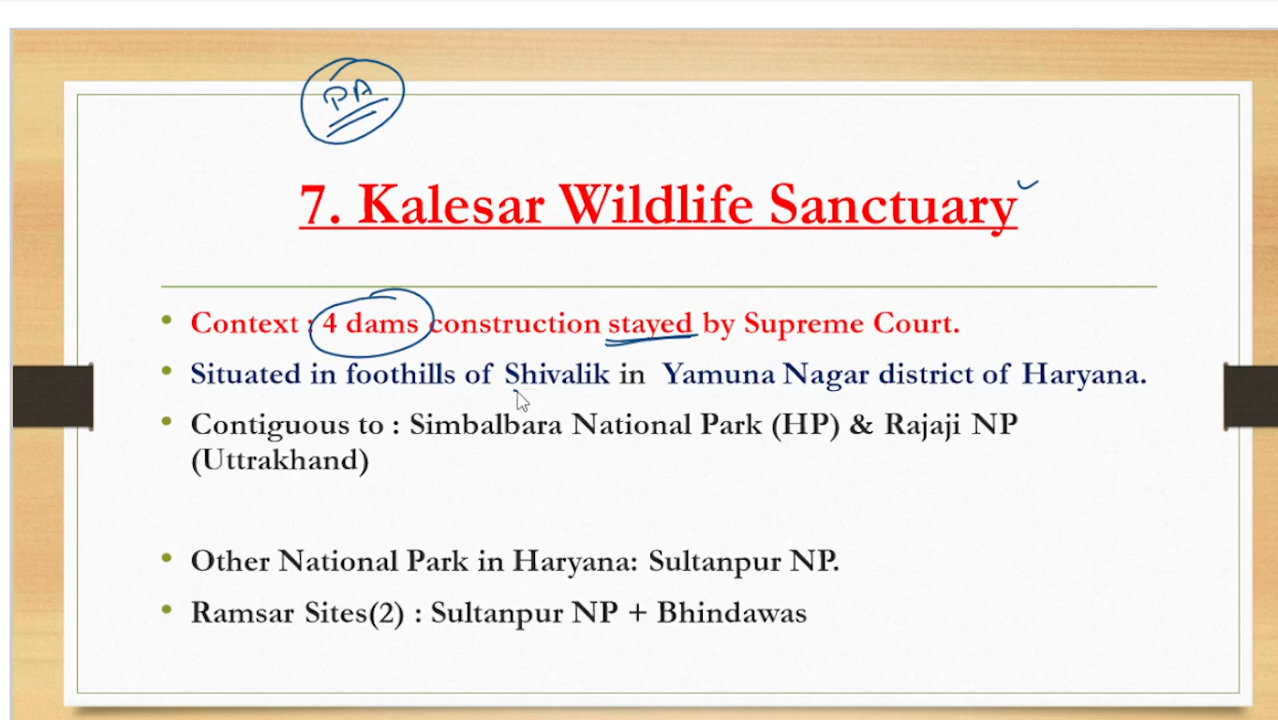 PA
7. Kalesar Wildlife Sanctuary
• Context : 4 dams construction stayed by Supreme Court.
• Situated in foothills of Shivalik in Yamuna Nagar district of Haryana.
• Contiguous to : Simbalbara National Park (HP) & Rajaji NP
(Uttrakhand)
• Other National Park in Haryana: Sultanpur NP.
• Ramsar Sites(2) : Sultanpur NP + Bhindawas